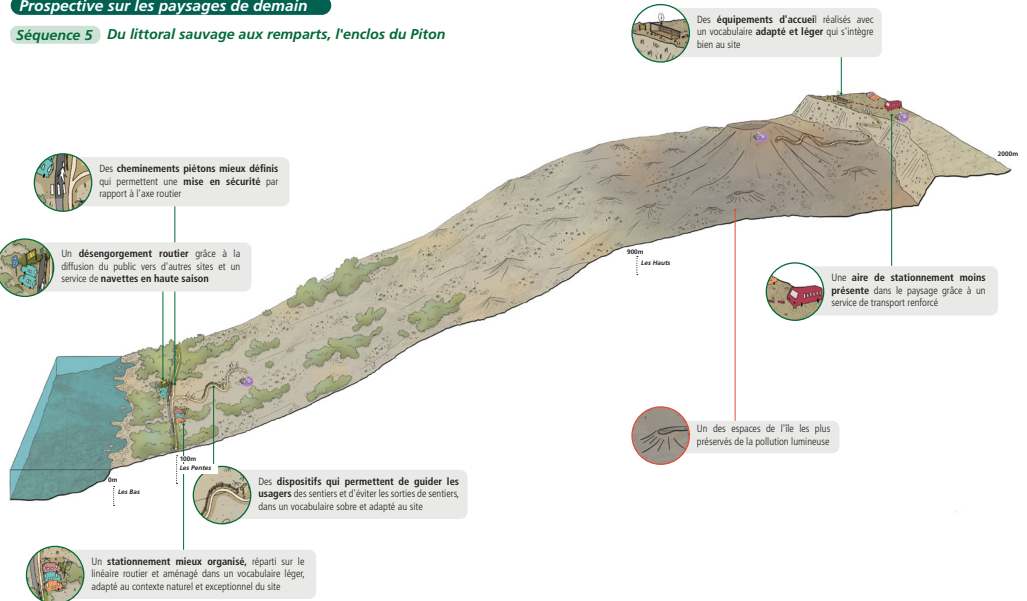 Prospective sur les paysages de demain
Séquence 5 Du littoral sauvage aux remparts, l'enclos du Piton
Des équipements d'accueil réalisés avec
un vocabulaire adapté et léger qui s'intègre
bien au site
Des cheminements piétons mieux définis
qui permettent une mise en sécurité par
rapport à l'axe routier
2000m
Un désengorgement routier grâce à la
diffusion du public vers d'autres sites et un
service de navettes en haute saison
900m
Les Hauts
Une aire de stationnement moins
présente dans le paysage grâce à un
service de transport renforcé
Un des espaces de l'île les plus
préservés de la pollution lumineuse
100m
Les Pentes
0m
Les Bas
Des dispositifs qui permettent de guider les
usagers des sentiers et d'éviter les sorties de sentiers,
dans un vocabulaire sobre et adapté au site
Un stationnement mieux organisé, réparti sur le
linéaire routier et aménagé dans un vocabulaire léger,
adapté au contexte naturel et exceptionnel du site